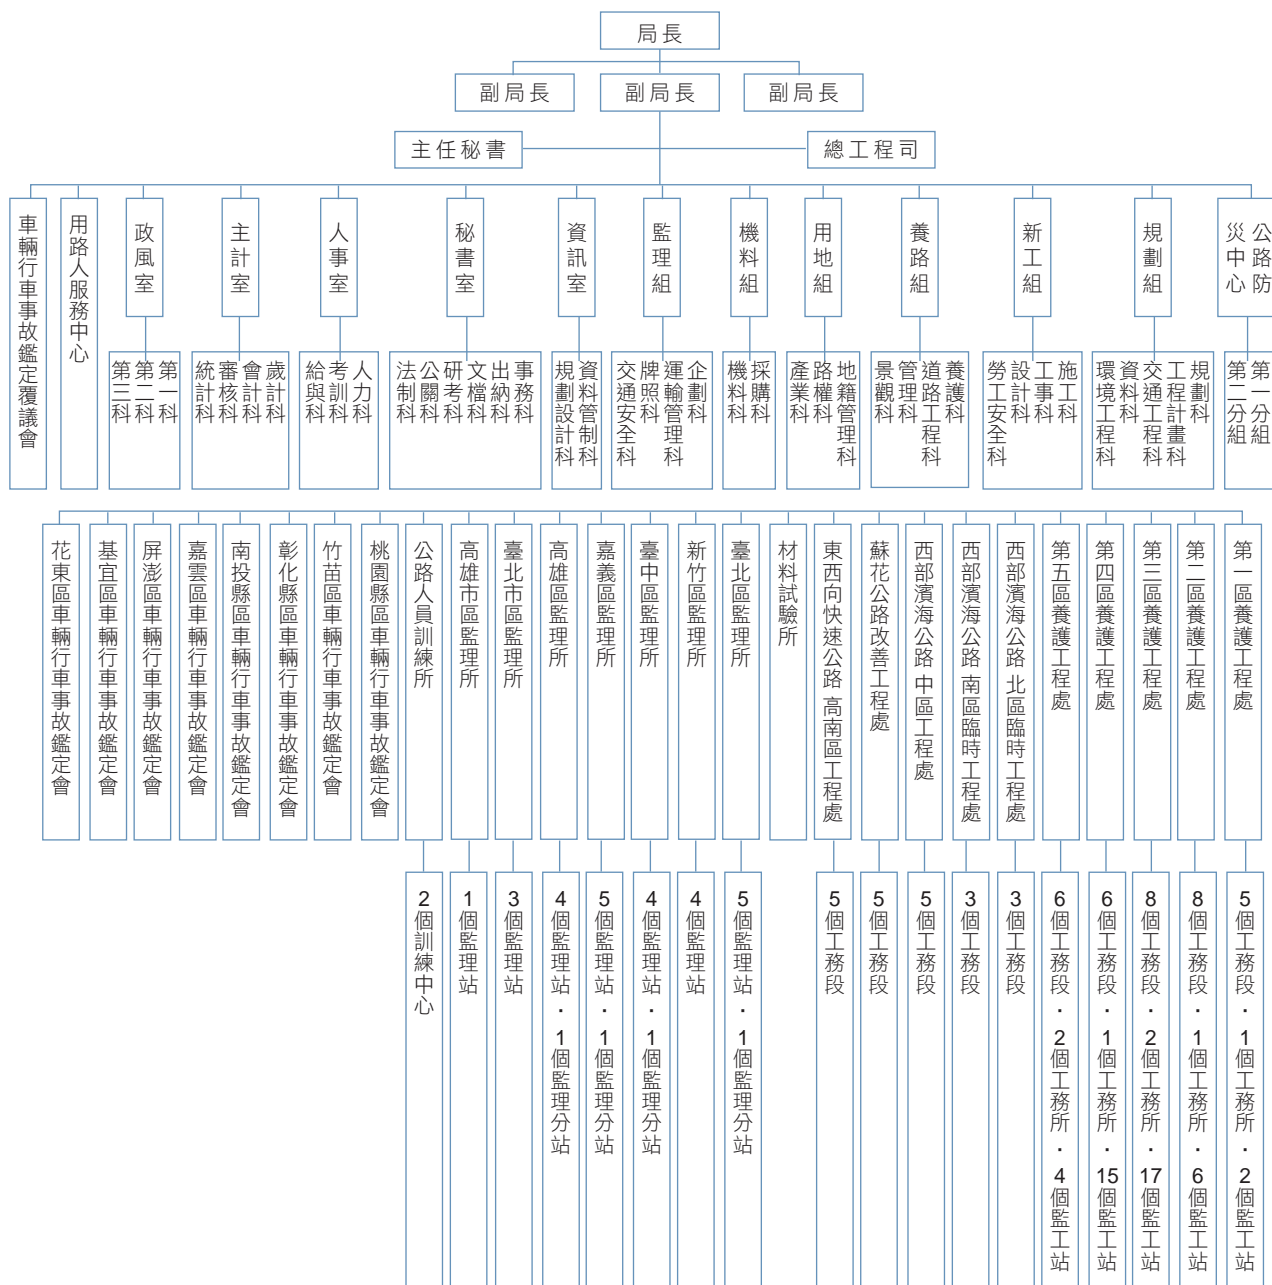 局長
副局長
副局長
副局長
主任秘書
總工程司
公路防
災中心
規劃組
新工組
養路組
用地組
機料組
監理組
資訊室
秘書室
人事室
主計室
政風室
用路人服務中心
車輛行車事故鑑定覆議會
第一分組
第二分組
規劃科
工程計畫科
交通工程科
資料科
環境工程科
施工科
工事科
設計科
勞工安全科
養護科
道路工程科
管理科
景觀科
地籍管理科
路權科
產業科
採購科
機料科
企劃科
運輸管理科
牌照科
交通安全科
資料管制科
規劃設計科
事務科
出納科
文檔科
研考科
公關科
法制科
人力科
考訓科
給與科
歲計科
會計科
審核科
統計科
第一科
第二科
第三科
第一區養護工程處
第二區養護工程處
第三區養護工程處
第四區養護工程處
第五區養護工程處
西部濱海公路 北區臨時工程處
西部濱海公路 南區臨時工程處
西部濱海公路 中區工程處
蘇花公路改善工程處
東西向快速公路 高南區工程處
材料試驗所
臺北區監理所
新竹區監理所
臺中區監理所
嘉義區監理所
高雄區監理所
臺北市區監理所
高雄市區監理所
公路人員訓練所
桃園縣區車輛行車事故鑑定會
竹苗區車輛行車事故鑑定會
彰化縣區車輛行車事故鑑定會
南投縣區車輛行車事故鑑定會
嘉雲區車輛行車事故鑑定會
屏澎區車輛行車事故鑑定會
基宜區車輛行車事故鑑定會
花東區車輛行車事故鑑定會
5個工務段・1個工務所・2個監工站
8個工務段・1個工務所・6個監工站
8個工務段・2個工務所・17個監工站
6個工務段・1個工務所・15個監工站
6個工務段・2個工務所・4個監工站
3個工務段
3個工務段
5個工務段
5個工務段
5個工務段
5個監理站・1個監理分站
4個監理站
4個監理站・1個監理分站
5個監理站・1個監理分站
4個監理站・1個監理分站
3個監理站
1個監理站
2個訓練中心